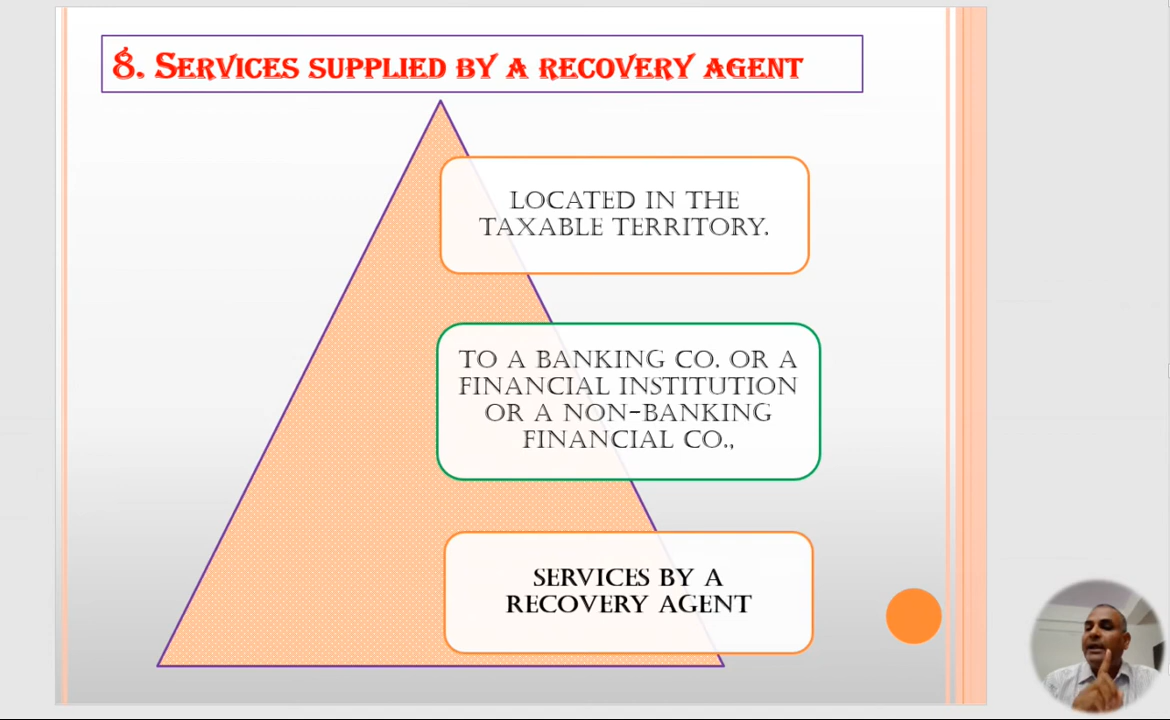 8. SERVICES SUPPLIED BY A RECOVERY AGENT
LOCATED IN THE
TAXABLE TERRITORY.
TO A BANKING CO. OR A
FINANCIAL INSTITUTION
OR A NON-BANKING
FINANCIAL CO.,
SERVICES BY A
RECOVERY AGENT